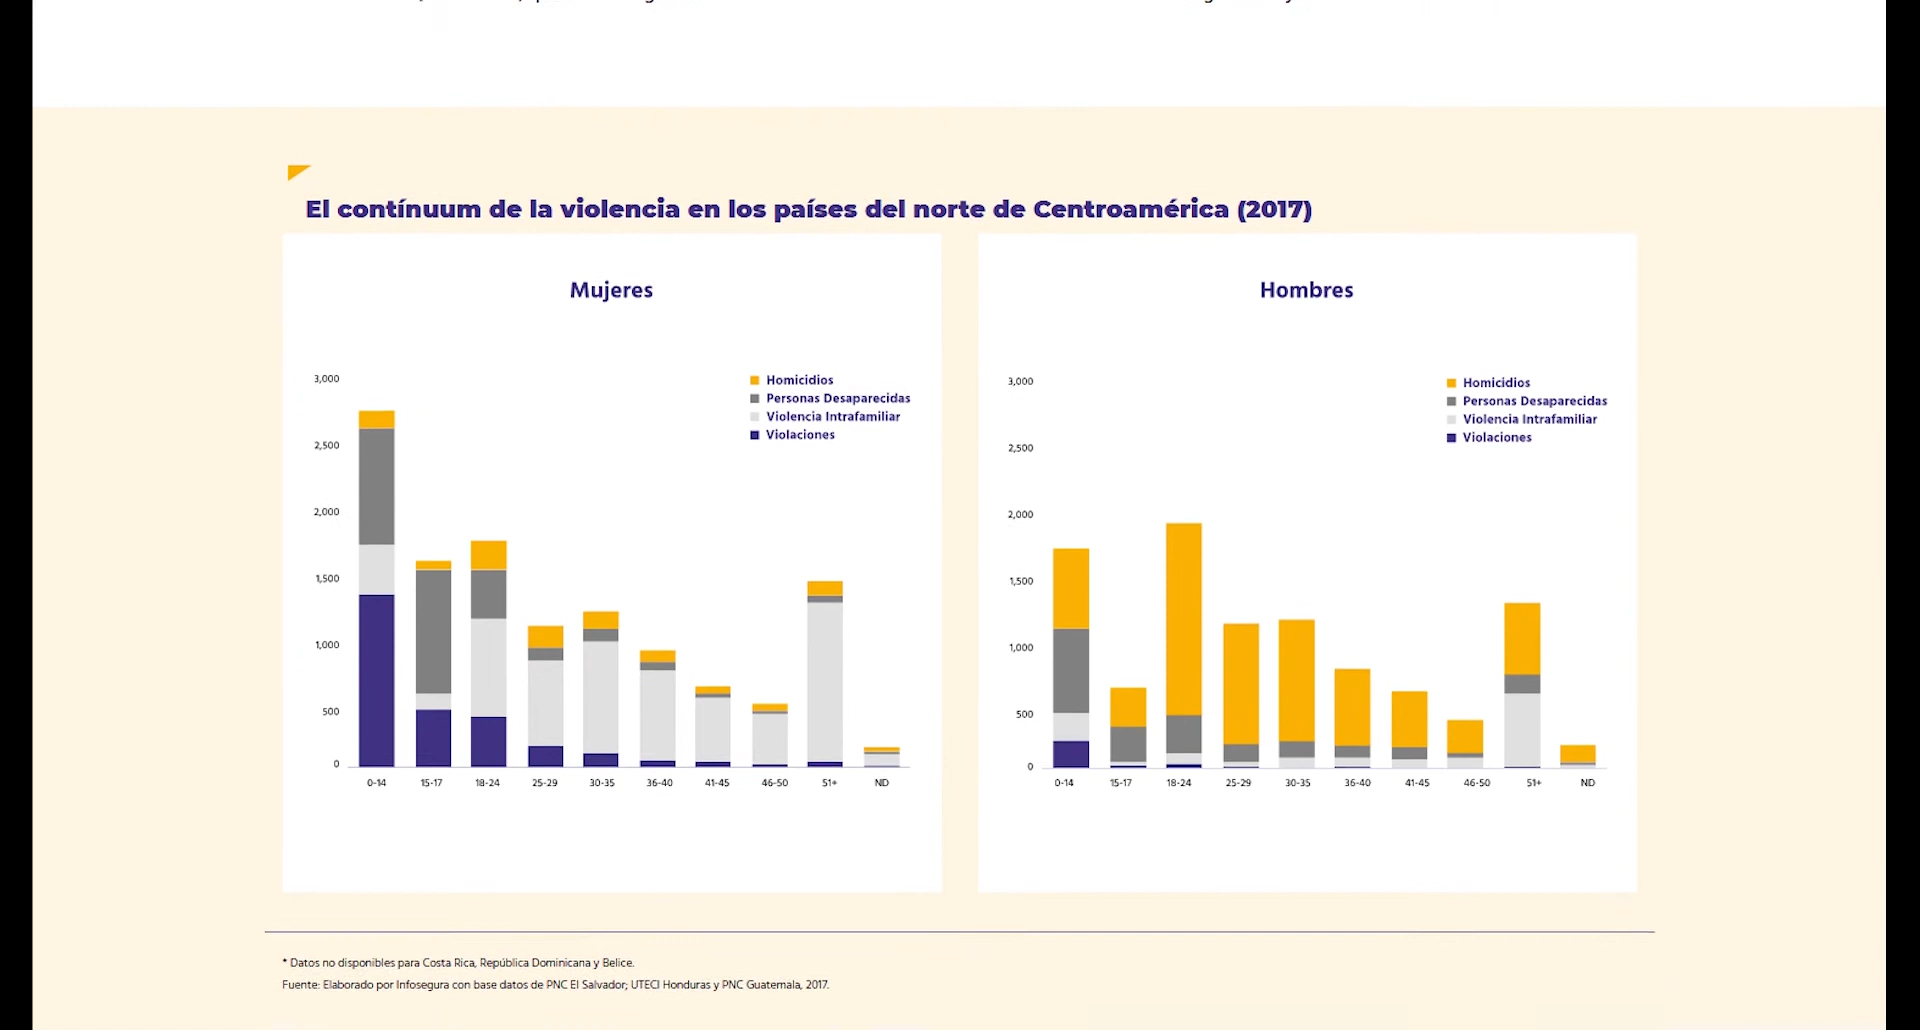 El contínuum de la violencia en los países del norte de Centroamérica (2017)
Mujeres
Homicidios
Personas Desaparecidas
Violencia Intrafamiliar
Violaciones
3,000
2,500
2,000
1,500
1,000
500
0
0-14 15-17 18-24 25-29 30-35 36-40 41-45 46-50 51+ ND
Hombres
Homicidios
Personas Desaparecidas
Violencia Intrafamiliar
Violaciones
3,000
2,500
2,000
1,500
1,000
500
0
0-14 15-17 18-24 25-29 30-35 36-40 41-45 46-50 51+ ND
* Datos no disponibles para Costa Rica, República Dominicana y Belice.
Fuente: Elaborado por Infosegura con base datos de PNC El Salvador; UTECI Honduras y PNC Guatemala, 2017.